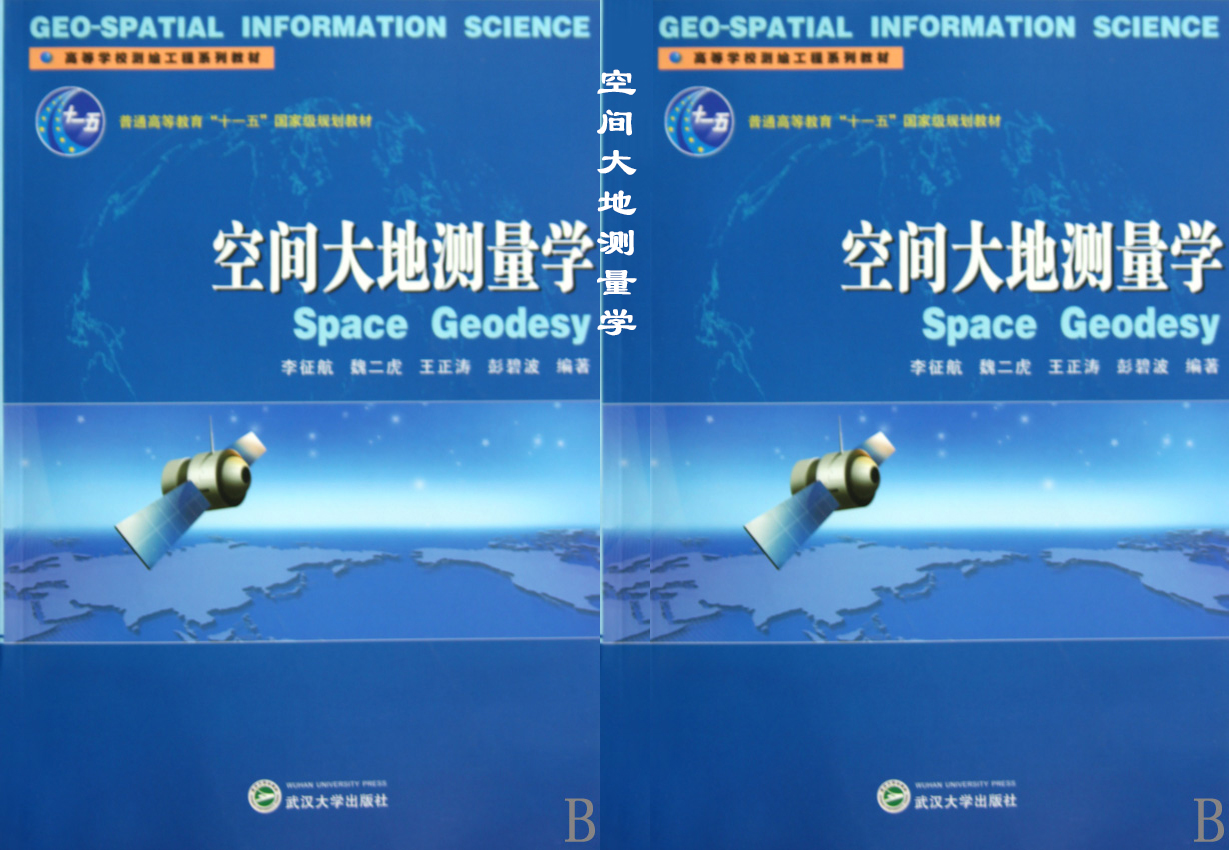 GEO-SPATIAL INFORMATION SCIENCE
高等学校测绘工程系列教材
十一五
普通高等教育“十一五”国家级规划教材
空间大地测量学
Space Geodesy
李征航 魏二虎 王正涛 彭碧波 编著
WUHAN UNIVERSITY PRESS
武汉大学出版社
B
空间大地测量学
GEO-SPATIAL INFORMATION SCIENCE
高等学校测绘工程系列教材
十一五
普通高等教育“十一五”国家级规划教材
空间大地测量学
Space Geodesy
李征航 魏二虎 王正涛 彭碧波 编著
WUHAN UNIVERSITY PRESS
武汉大学出版社
B